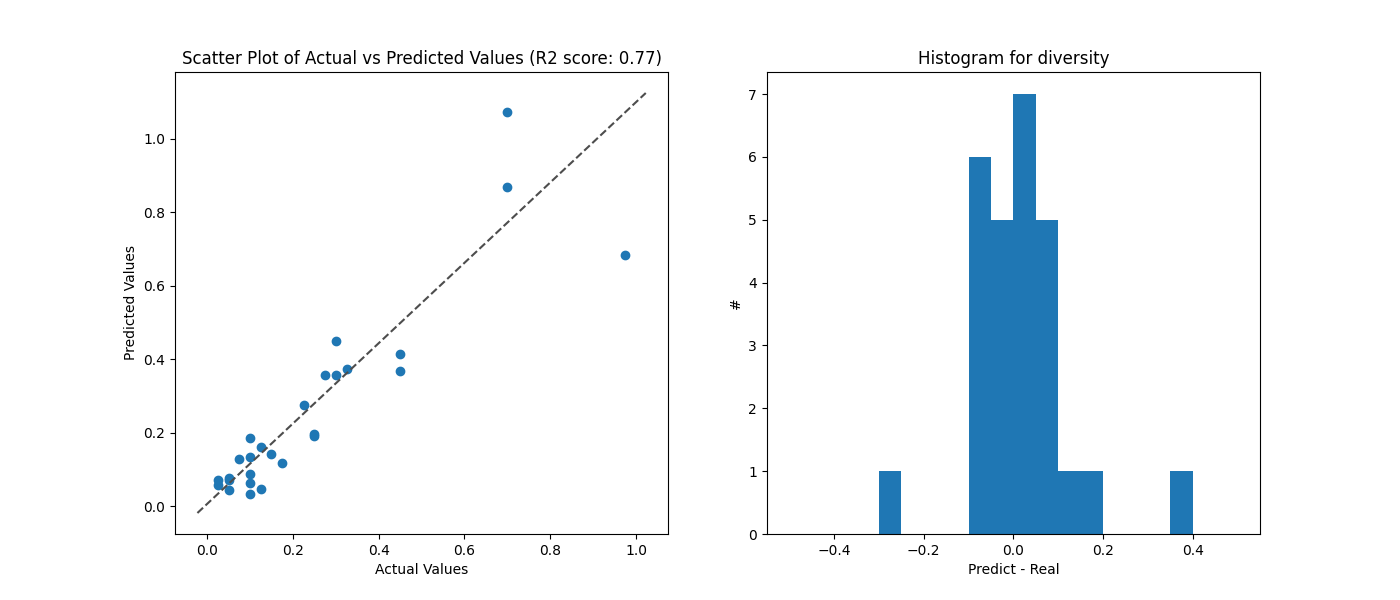 Scatter Plot of Actual vs Predicted Values (R2 score: 0.77)
Predicted Values
1.0
0.8
0.6
0.4
0.2
0.0
0.0 0.2 0.4 0.6 0.8 1.0
Actual Values
Histogram for diversity
#
7
6
5
4
3
2
1
0
−0.4 −0.2 0.0 0.2 0.4
Predict - Real